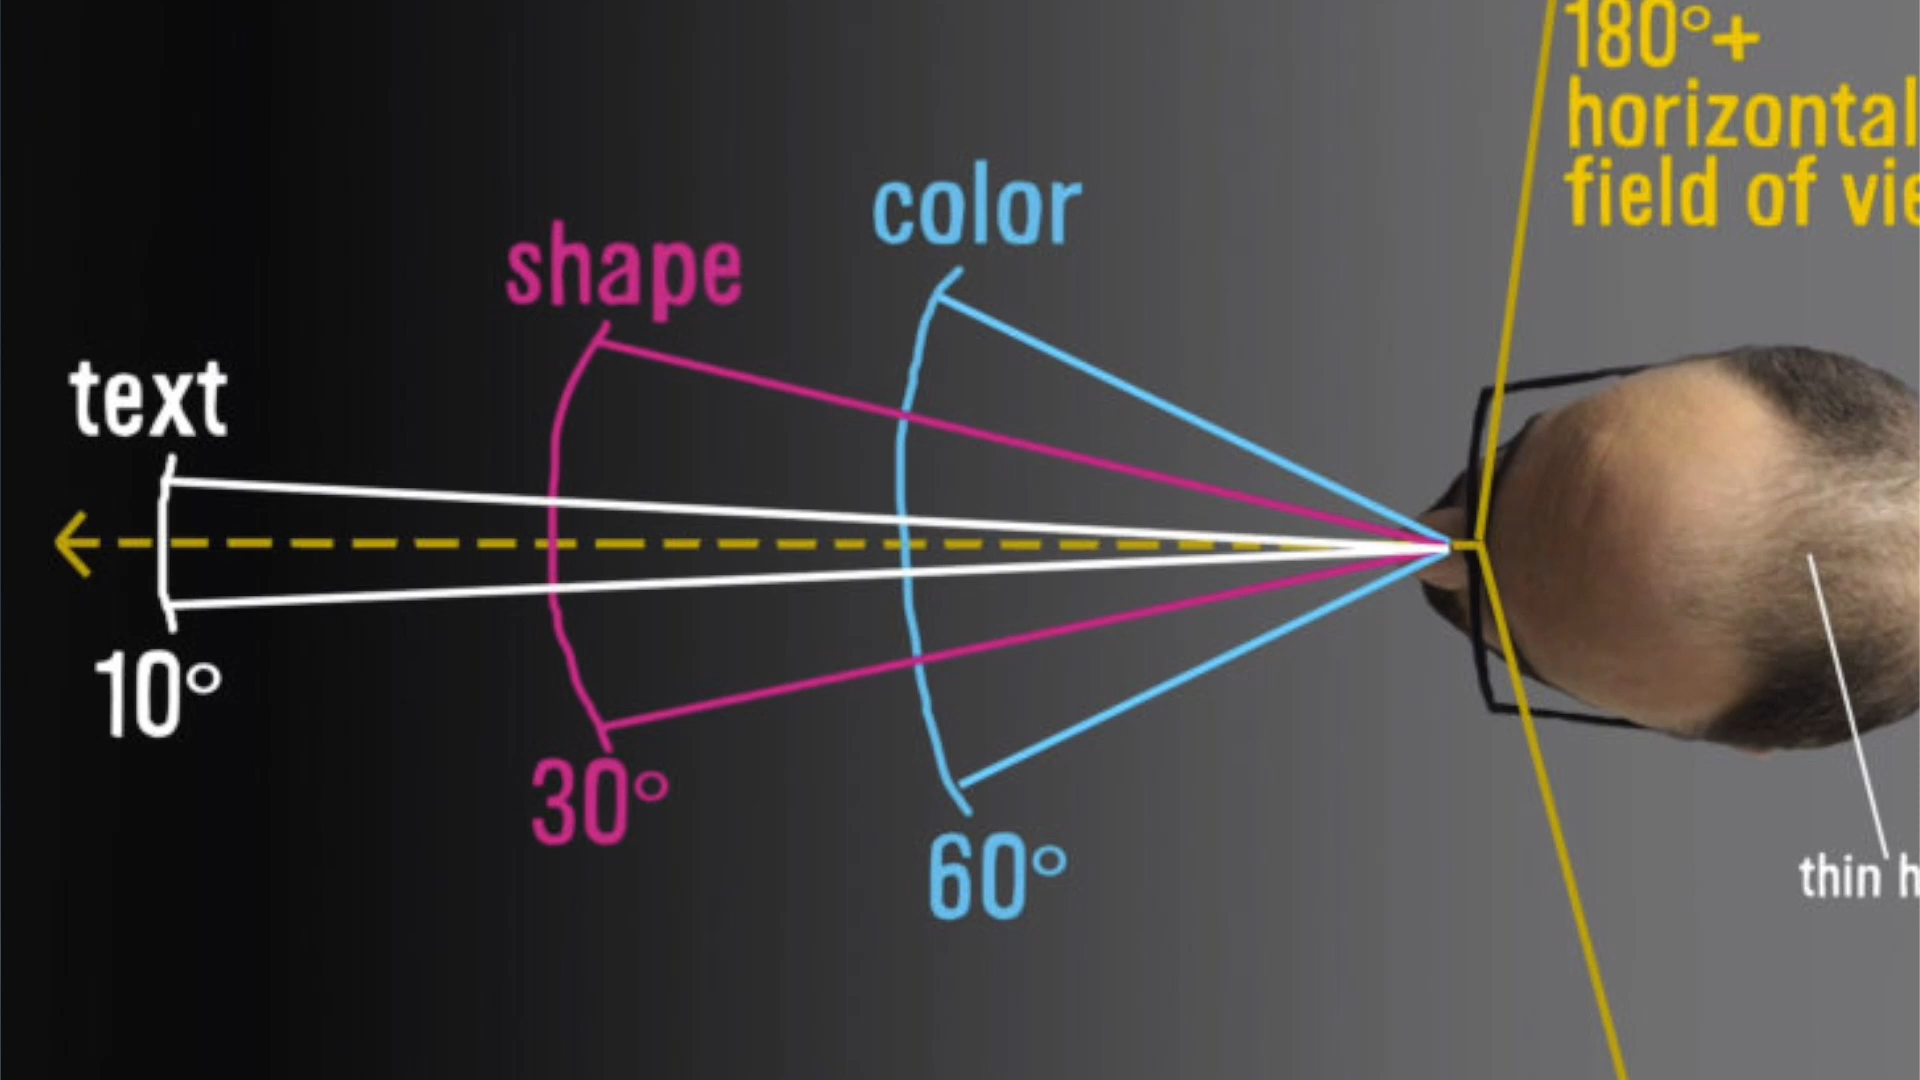 180°+
horizontal
field of vie
color
shape
text
10°
30°
60°
thin h